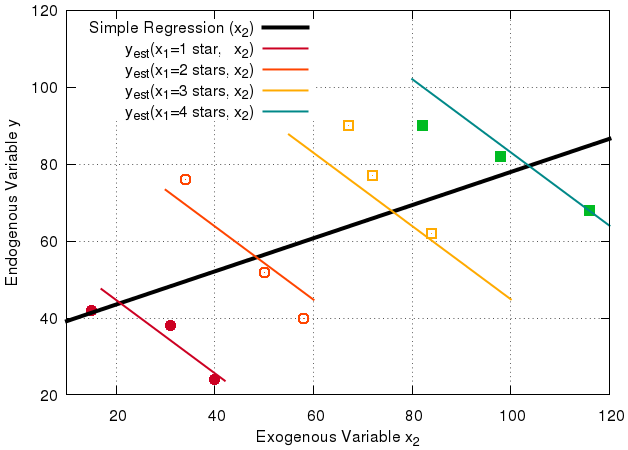 120
Simple Regression (x2)
yest(x1=1 star, x2)
yest(x1=2 stars, x2)
yest(x1=3 stars, x2)
yest(x1=4 stars, x2)
100
80
60
40
20
Endogenous Variable y
20 40 60 80 100 120
Exogenous Variable x2